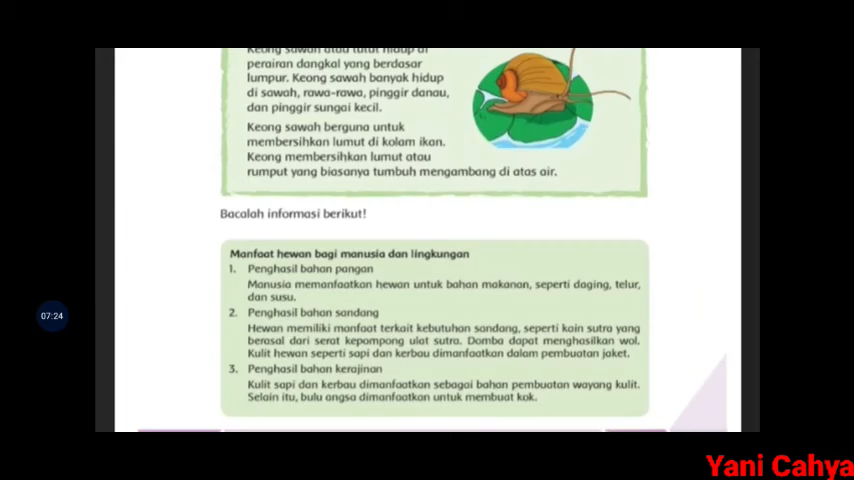 Keong sawah atau tutut hidup di
perairan dangkal yang berdasar
lumpur. Keong sawah banyak hidup
di sawah, rawa-rawa, pinggir danau,
dan pinggir sungai kecil.
Keong sawah berguna untuk
membersihkan lumut di kolam ikan.
Keong membersihkan lumut atau
rumput yang biasanya tumbuh mengambang di atas air.
Bacalah informasi berikut!
Manfaat hewan bagi manusia dan lingkungan
1. Penghasil bahan pangan
Manusia memanfaatkan hewan untuk bahan makanan, seperti daging, telur,
dan susu.
2. Penghasil bahan sandang
Hewan memiliki manfaat terkait kebutuhan sandang, seperti kain sutra yang
berasal dari serat kepompong ulat sutra. Domba dapat menghasilkan wol.
Kulit hewan seperti sapi dan kerbau dimanfaatkan dalam pembuatan jaket.
3. Penghasil bahan kerajinan
Kulit sapi dan kerbau dimanfaatkan sebagai bahan pembuatan wayang kulit.
Selain itu, bulu angsa dimanfaatkan untuk membuat kok.
07:24
Yani Cahya